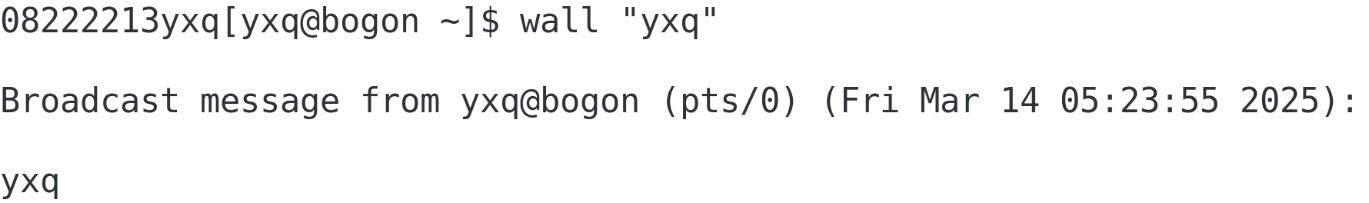 08222213yxq[yxq@bogon ~]$ wall "yxq"
Broadcast message from yxq@bogon (pts/0) (Fri Mar 14 05:23:55 2025):
yxq